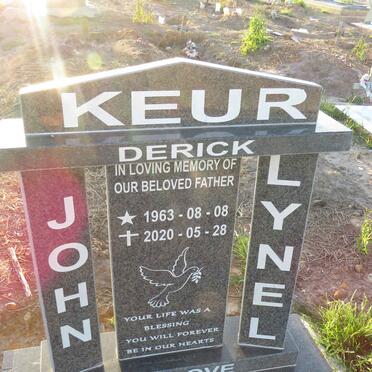 KEUR
DERICK
JOHN
IN LOVING MEMORY OF
OUR BELOVED FATHER
1963 - 08 - 08
2020 - 05 - 28
YOUR LIFE WAS A
BLESSING
YOU WILL FOREVER
BE IN OUR HEARTS
LYNEL